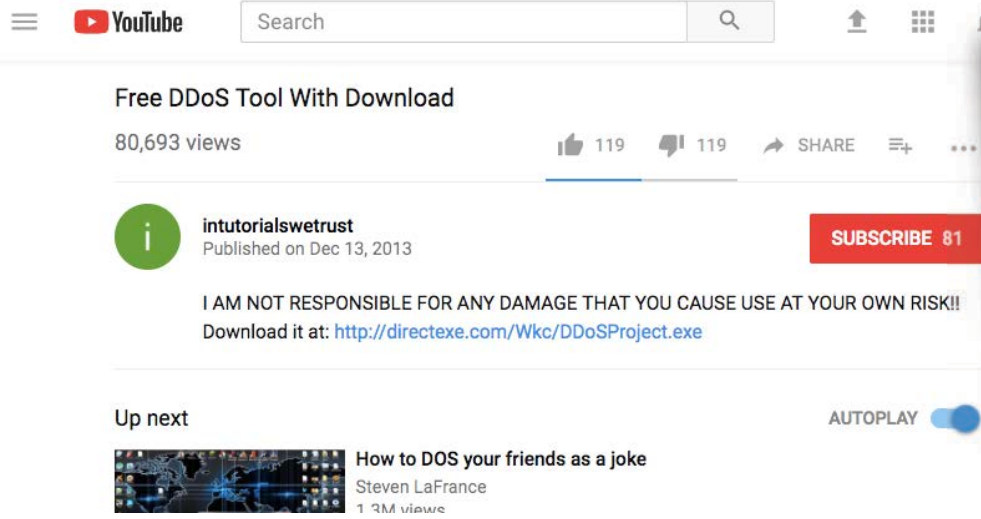 YouTube
Search
Free DDoS Tool With Download
80,693 views
119 119 SHARE
i
intutorialswetrust
Published on Dec 13, 2013
SUBSCRIBE 81
I AM NOT RESPONSIBLE FOR ANY DAMAGE THAT YOU CAUSE USE AT YOUR OWN RISK!!
Download it at: http://directexe.com/Wkc/DDoSProject.exe
Up next
AUTOPLAY
How to DOS your friends as a joke
Steven LaFrance
1.3M views